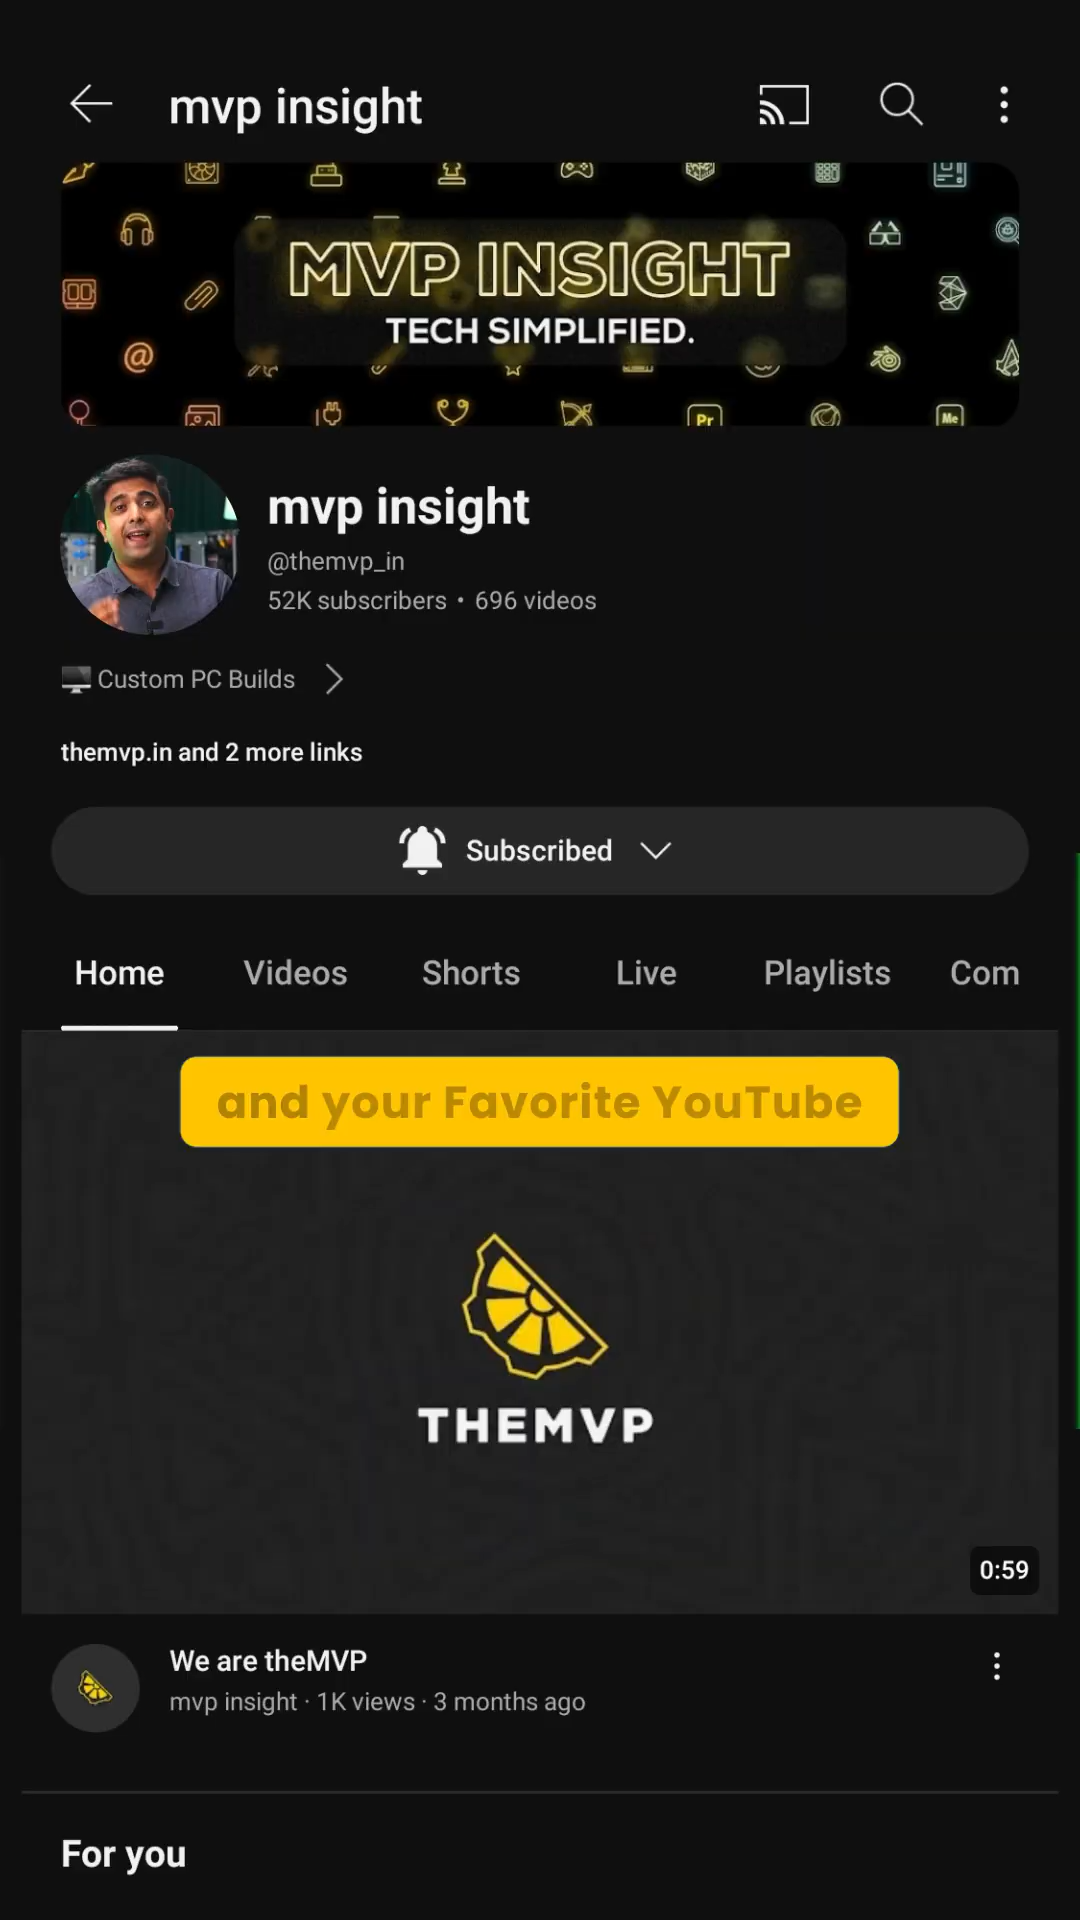 mvp insight
MVP INSIGHT
TECH SIMPLIFIED.
@
Pr
Me
mvp insight
@themvp_in
52K subscribers • 696 videos
Custom PC Builds
themvp.in and 2 more links
Subscribed
Home Videos Shorts Live Playlists Com
and your Favorite YouTube
THEMVP
0:59
We are theMVP
mvp insight · 1K views · 3 months ago
For you